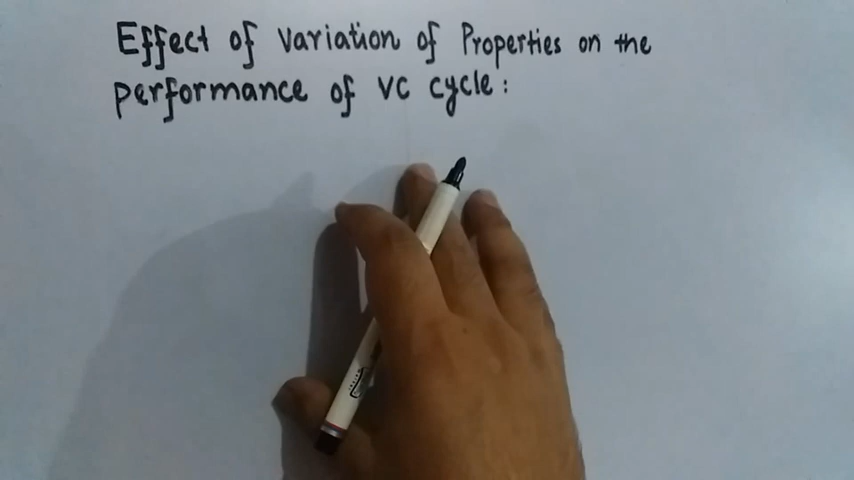 Effect of Variation of Properties on the
performance of VC cycle: